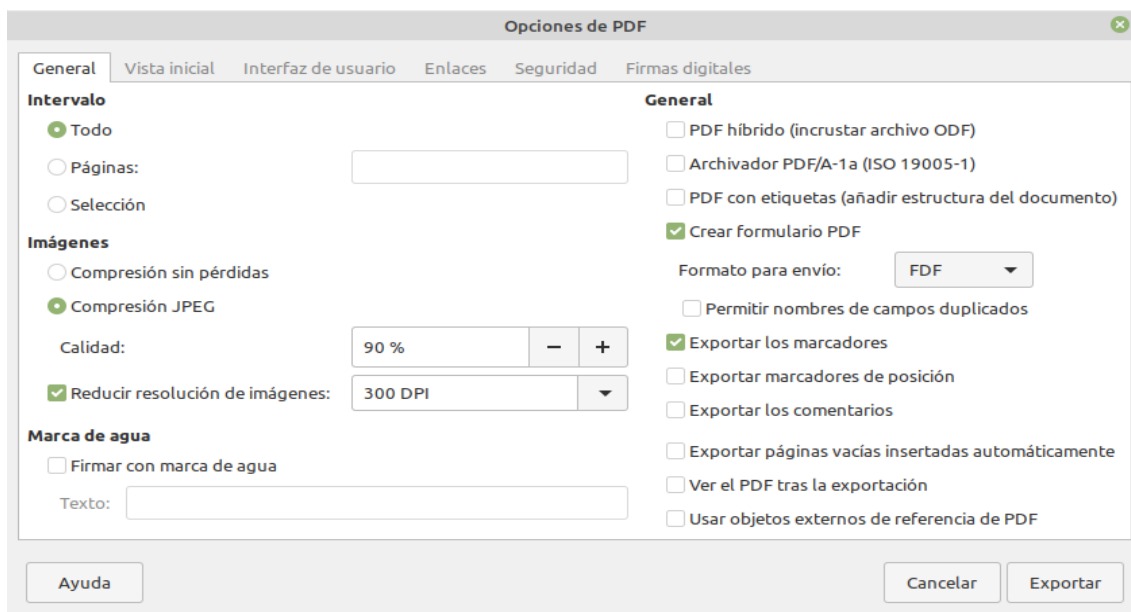 Opciones de PDF
General Vista inicial Interfaz de usuario Enlaces Seguridad Firmas digitales
Intervalo
Todo
Páginas:
Selección
Imágenes
Compresión sin pérdidas
Compresión JPEG
Calidad: 90 %
Reducir resolución de imágenes: 300 DPI
Marca de agua
Firmar con marca de agua
Texto:
General
PDF híbrido (incrustar archivo ODF)
Archivador PDF/A-1a (ISO 19005-1)
PDF con etiquetas (añadir estructura del documento)
Crear formulario PDF
Formato para envío: FDF
Permitir nombres de campos duplicados
Exportar los marcadores
Exportar marcadores de posición
Exportar los comentarios
Exportar páginas vacías insertadas automáticamente
Ver el PDF tras la exportación
Usar objetos externos de referencia de PDF
Ayuda Cancelar Exportar